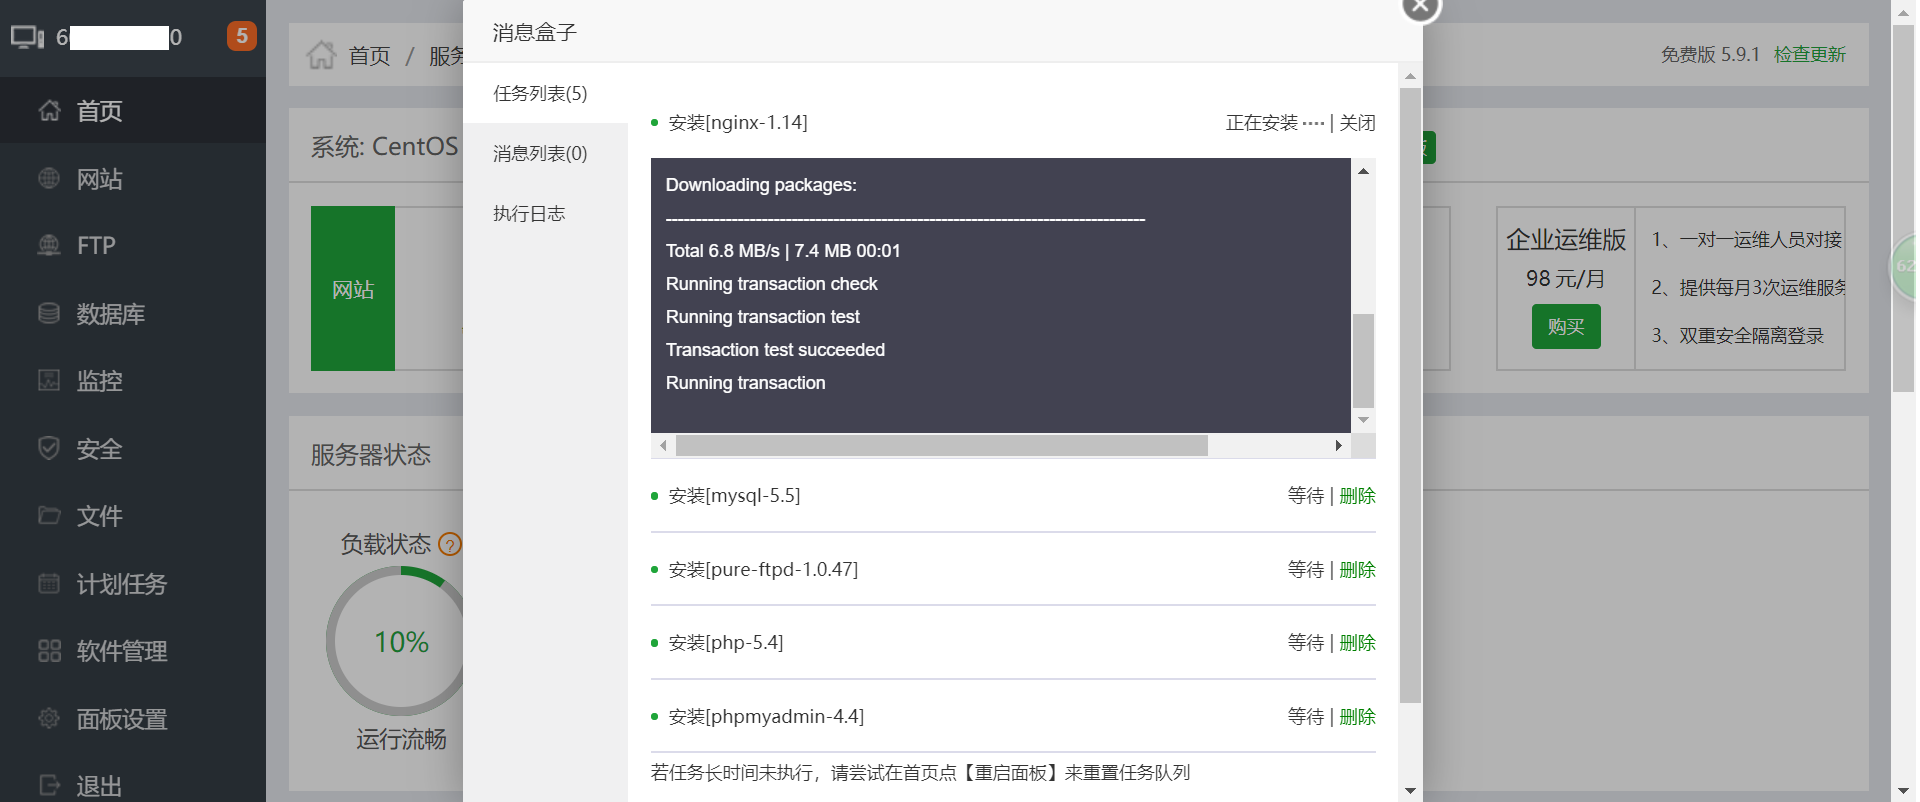 6
0
5
首页
网站
FTP
数据库
监控
安全
文件
计划任务
软件管理
面板设置
退出
首页 / 服务
免费版 5.9.1 检查更新
系统: CentOS
网站
企业运维版
98 元/月
购买
1、一对一运维人员对接
2、提供每月3次运维服务
3、双重安全隔离登录
62
服务器状态
负载状态 ?
10%
运行流畅
消息盒子
任务列表(5)
消息列表(0)
执行日志
安装[nginx-1.14] 正在安装 ···· | 关闭
Downloading packages:
--------------------------------------------------------------------------------
Total 6.8 MB/s | 7.4 MB 00:01
Running transaction check
Running transaction test
Transaction test succeeded
Running transaction
安装[mysql-5.5] 等待 | 删除
安装[pure-ftpd-1.0.47] 等待 | 删除
安装[php-5.4] 等待 | 删除
安装[phpmyadmin-4.4] 等待 | 删除
若任务长时间未执行，请尝试在首页点【重启面板】来重置任务队列